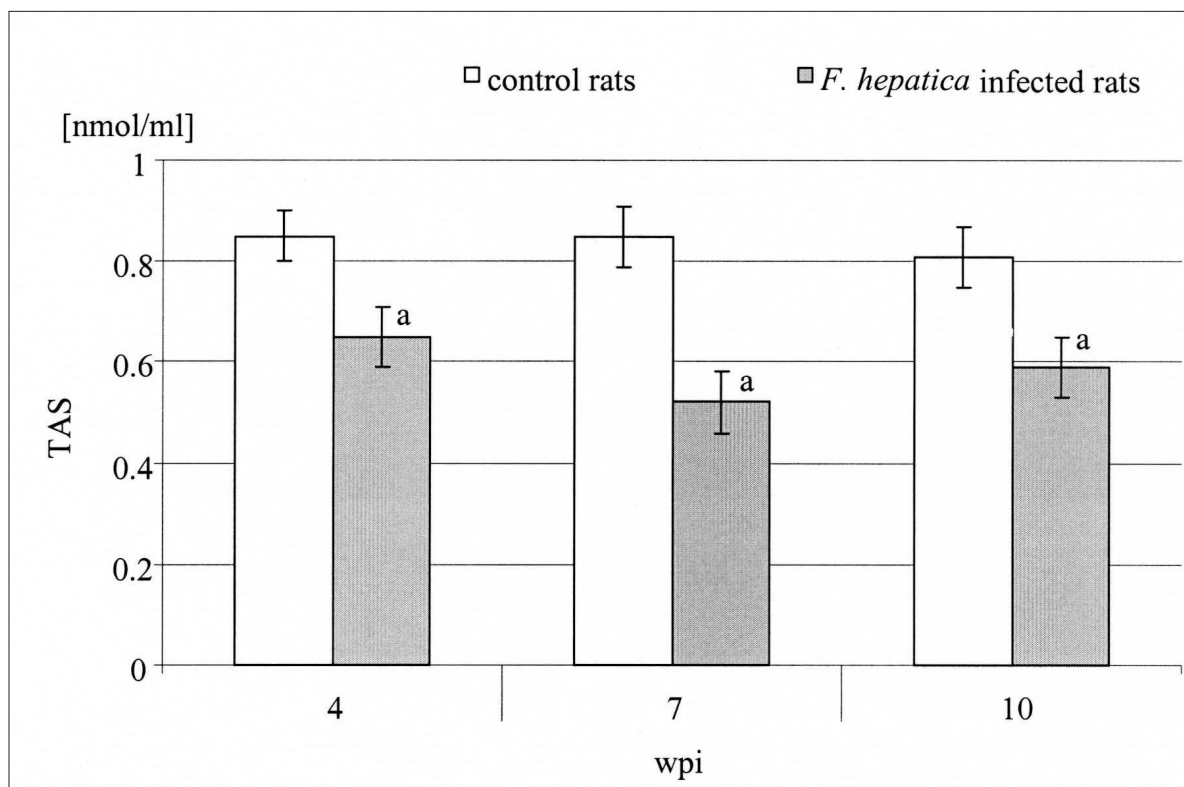 control rats
F. hepatica infected rats
[nmol/ml]
1
a
0.8
a
a
0.6
TAS
0.4
0.2
0
4 7 10
wpi